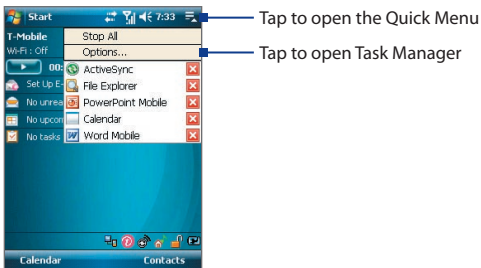 Start 7:33
Tap to open the Quick Menu
T-Mobile
Stop All
Wi-Fi : Off
Options...
Tap to open Task Manager
00:
ActiveSync
Set Up E-
File Explorer
No unrea
PowerPoint Mobile
No upcon
Calendar
No tasks
Word Mobile
Calendar Contacts